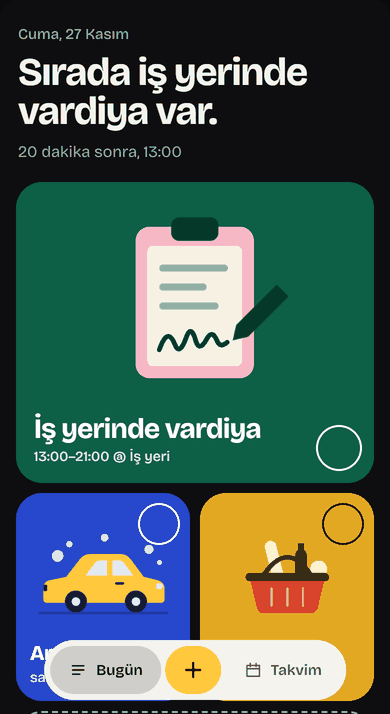 Cuma, 27 Kasım
Sırada iş yerinde
vardiya var.
20 dakika sonra, 13:00
İş yerinde vardiya
13:00–21:00 @ İş yeri
Bugün
Takvim